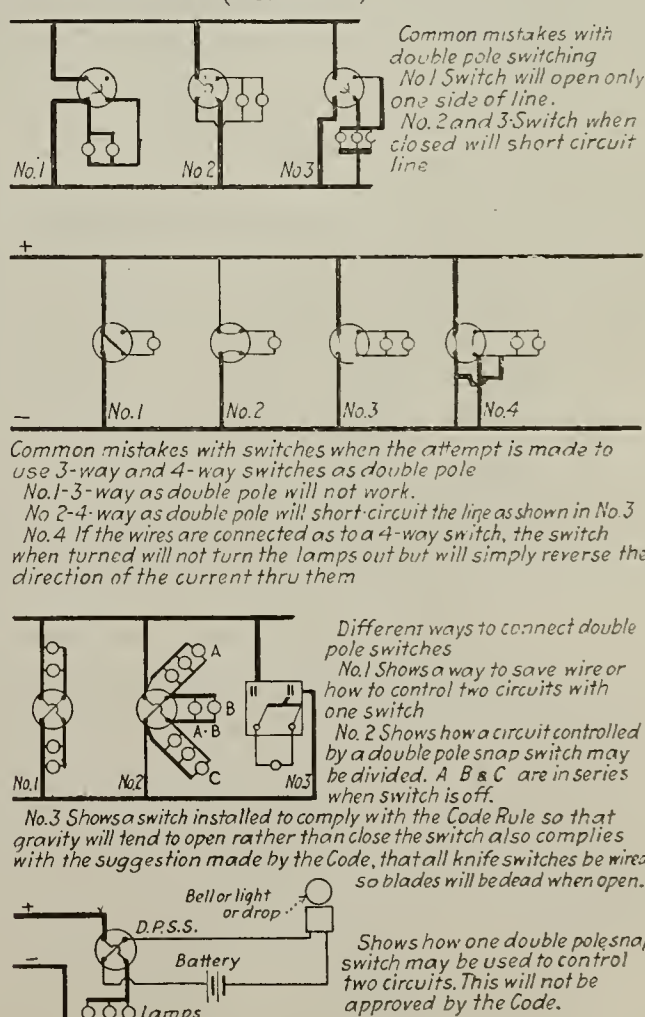 Common mistakes with
double pole switching
No 1 Switch will open only
one side of line.
No. 2 and 3-Switch when
closed will short circuit
line
No. 1
No 2
No 3
+
−
No. 1
No. 2
No. 3
No. 4
Common mistakes with switches when the attempt is made to
use 3-way and 4-way switches as double pole
No. 1-3-way as double pole will not work.
No 2-4-way as double pole will short-circuit the line as shown in No 3
No. 4 If the wires are connected as to a 4-way switch, the switch
when turned will not turn the lamps out but will simply reverse the
direction of the current thru them
Different ways to connect double
pole switches
No. 1 Shows a way to save wire or
how to control two circuits with
one switch
No. 2 Shows how a circuit controlled
by a double pole snap switch may
be divided. A B & C are in series
when switch is off.
A
B
A-B
C
No. 1
No. 2
No 3
No. 3 Shows a switch installed to comply with the Code Rule so that
gravity will tend to open rather than close the switch also complies
with the suggestion made by the Code, that all knife switches be wired
so blades will be dead when open.
Bell or light
or drop
+
D.P.S.S.
−
Battery
lamps
Shows how one double pole snap
switch may be used to control
two circuits. This will not be
approved by the Code.